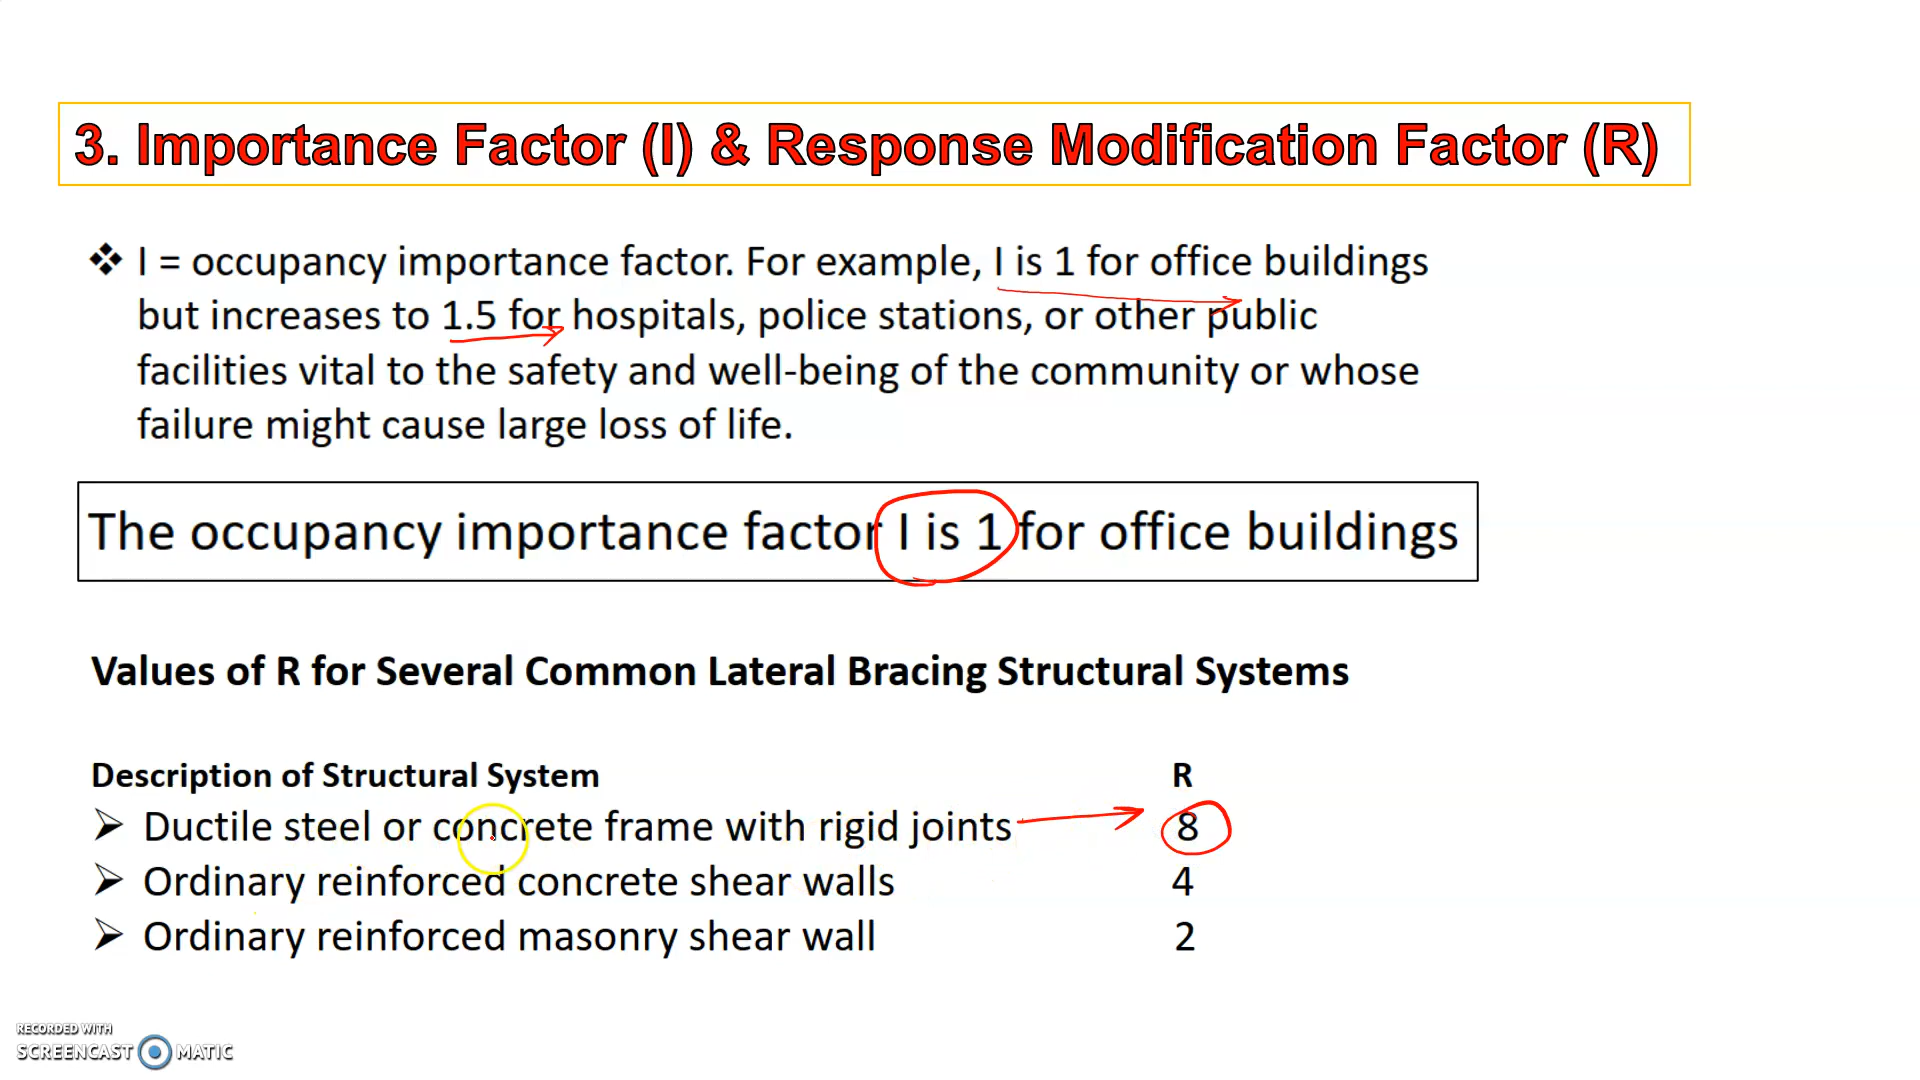 3. Importance Factor (I) & Response Modification Factor (R)
❖ I = occupancy importance factor. For example, I is 1 for office buildings
but increases to 1.5 for hospitals, police stations, or other public
facilities vital to the safety and well-being of the community or whose
failure might cause large loss of life.
The occupancy importance factor I is 1 for office buildings
Values of R for Several Common Lateral Bracing Structural Systems
Description of Structural System R
➢ Ductile steel or concrete frame with rigid joints 8
➢ Ordinary reinforced concrete shear walls 4
➢ Ordinary reinforced masonry shear wall 2
RECORDED WITH
SCREENCAST MATIC